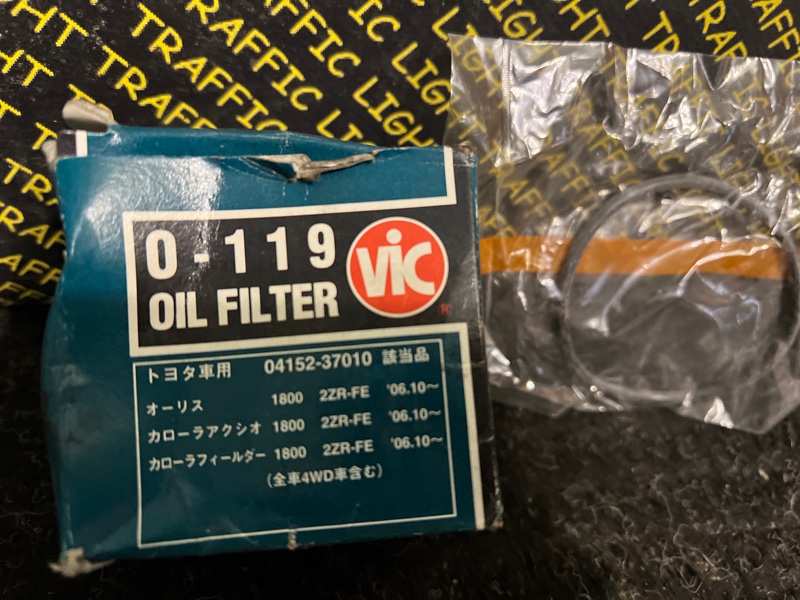 TRAFFIC LIGHT TRAFFIC LIGHT TRAFFIC LIGHT
0-119
OIL FILTER
ViC
R
トヨタ車用 04152-37010 該当品
オーリス 1800 2ZR-FE '06.10〜
カローラアクシオ 1800 2ZR-FE '06.10〜
カローラフィールダー 1800 2ZR-FE '06.10〜
(全車4WD車含む)